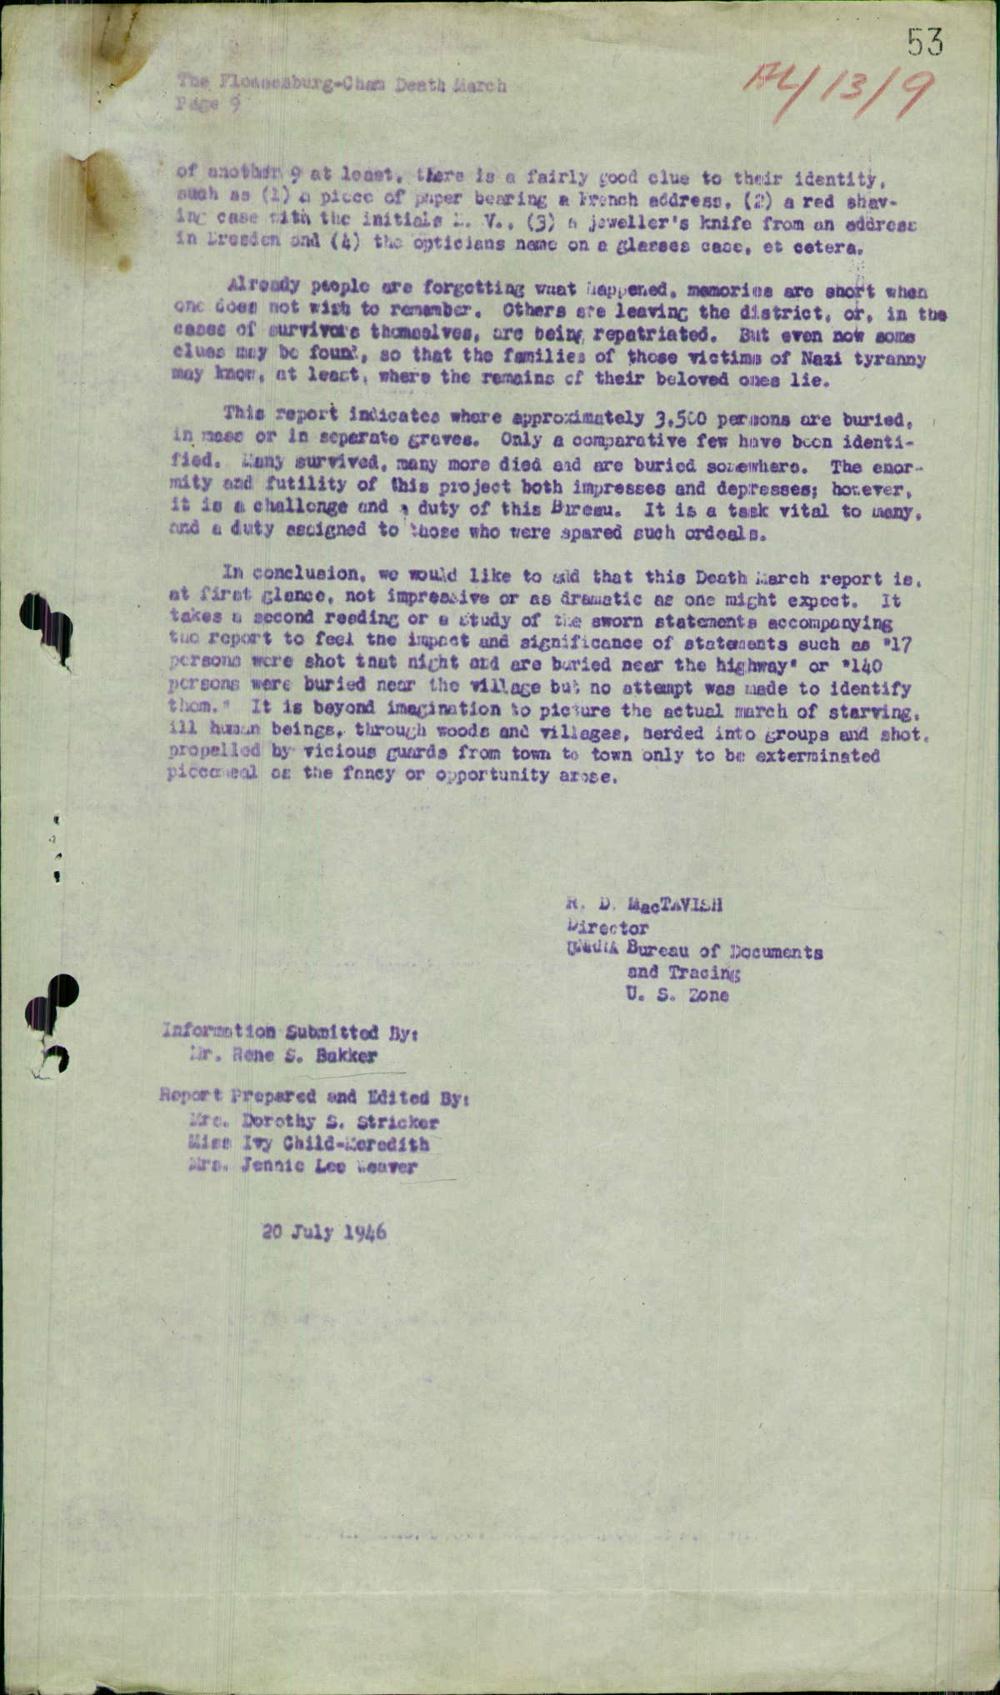 53
The Flossenburg-Cham Death March
Page 9
of another 9 at least, there is a fairly good clue to their identity,
such as (1) a piece of paper bearing a French address, (2) a red shav-
ing case with the initials V., (3) a jeweller's knife from an address
in Dresden and (4) the opticians name on a glasses case, et cetera.
Already people are forgetting what happened, memories are short when
one does not wish to remember. Others are leaving the district, or, in the
cases of survivors themselves, are being repatriated. But even now some
clues may be found, so that the families of those victims of Nazi tyranny
may know, at least, where the remains of their beloved ones lie.
This report indicates where approximately 3,500 persons are buried,
in mass or in separate graves. Only a comparative few have been identi-
fied. Many survived, many more died and are buried somewhere. The enor-
mity and futility of this project both impresses and depresses; however,
it is a challenge and a duty of this Bureau. It is a task vital to many,
and a duty assigned to those who were spared such ordeals.
In conclusion, we would like to add that this Death March report is,
at first glance, not impressive or as dramatic as one might expect. It
takes a second reading or a study of the sworn statements accompanying
the report to feel the impact and significance of statements such as "17
persons were shot that night and are buried near the highway" or "140
persons were buried near the village but no attempt was made to identify
them." It is beyond imagination to picture the actual march of starving,
ill human beings, through woods and villages, herded into groups and shot,
propelled by vicious guards from town to town only to be exterminated
piecemeal as the fancy or opportunity arose.
R. D. MacTAVISH
Director
Bureau of Documents
and Tracing
U. S. Zone
Information Submitted By:
Mr. Rene S. Bakker
Report Prepared and Edited By:
Mrs. Dorothy S. Stricker
Miss Ivy Child-Meredith
Mrs. Jennie Lee Weaver
20 July 1946